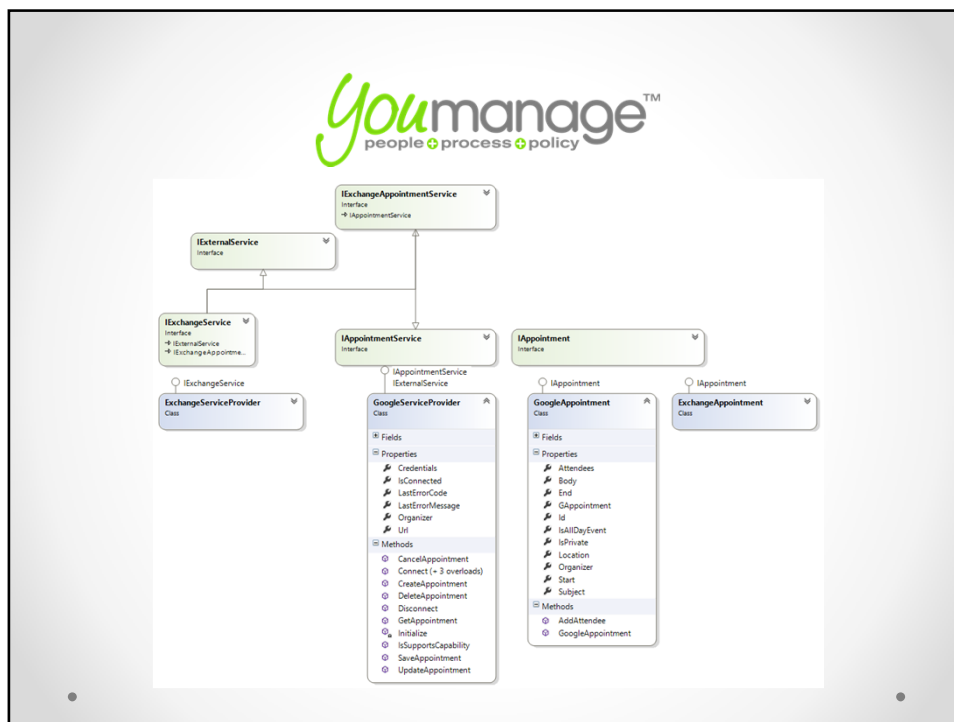 youmanage™
people+process+policy
IExchangeAppointmentService
Interface
IAppointmentService
IExternalService
Interface
IExchangeService
Interface
IExternalService
IExchangeAppointme...
IAppointmentService
Interface
IAppointment
Interface
IExchangeService
ExchangeServiceProvider
Class
IAppointmentService
IExternalService
GoogleServiceProvider
Class
Fields
Properties
Credentials
IsConnected
LastErrorCode
LastErrorMessage
Organizer
Url
Methods
CancelAppointment
Connect (+ 3 overloads)
CreateAppointment
DeleteAppointment
Disconnect
GetAppointment
Initialize
IsSupportsCapability
SaveAppointment
UpdateAppointment
IAppointment
GoogleAppointment
Class
Fields
Properties
Attendees
Body
End
GAppointment
Id
IsAllDayEvent
IsPrivate
Location
Organizer
Start
Subject
Methods
AddAttendee
GoogleAppointment
IAppointment
ExchangeAppointment
Class